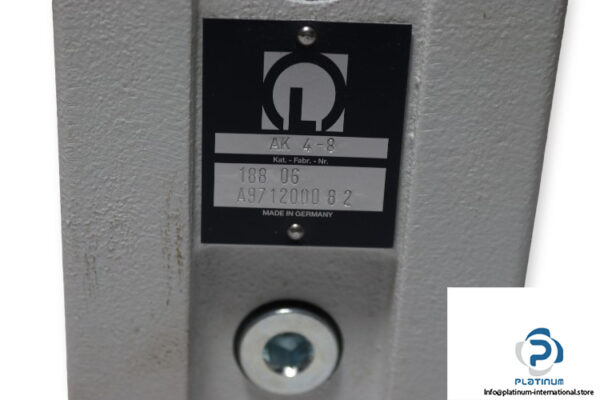 L
AK 4-8
Kat. - Fabr. - Nr.
188 06
A9712000 8 2
MADE IN GERMANY
PLATINUM
Info@platinum-international.store